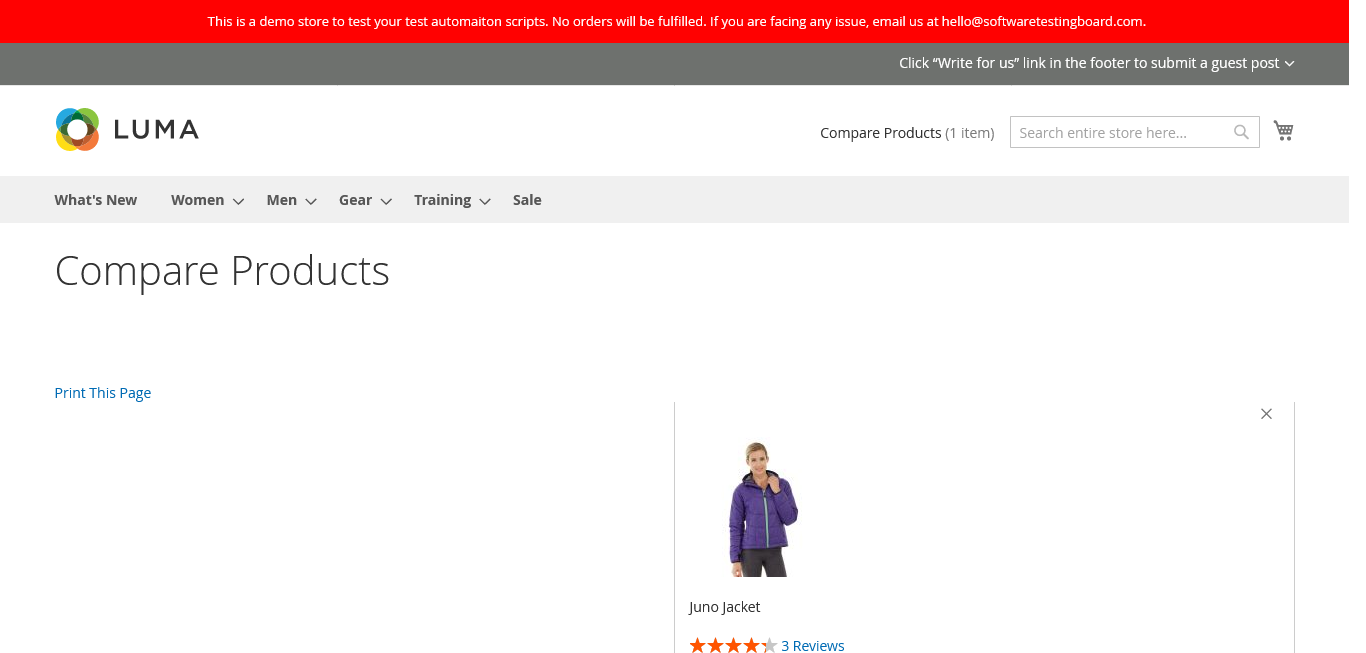 This is a demo store to test your test automaiton scripts. No orders will be fulfilled. If you are facing any issue, email us at hello@softwaretestingboard.com.
Click “Write for us” link in the footer to submit a guest post
LUMA
Compare Products (1 item)
Search entire store here...
What's New Women Men Gear Training Sale
Compare Products
Print This Page
Juno Jacket
3 Reviews